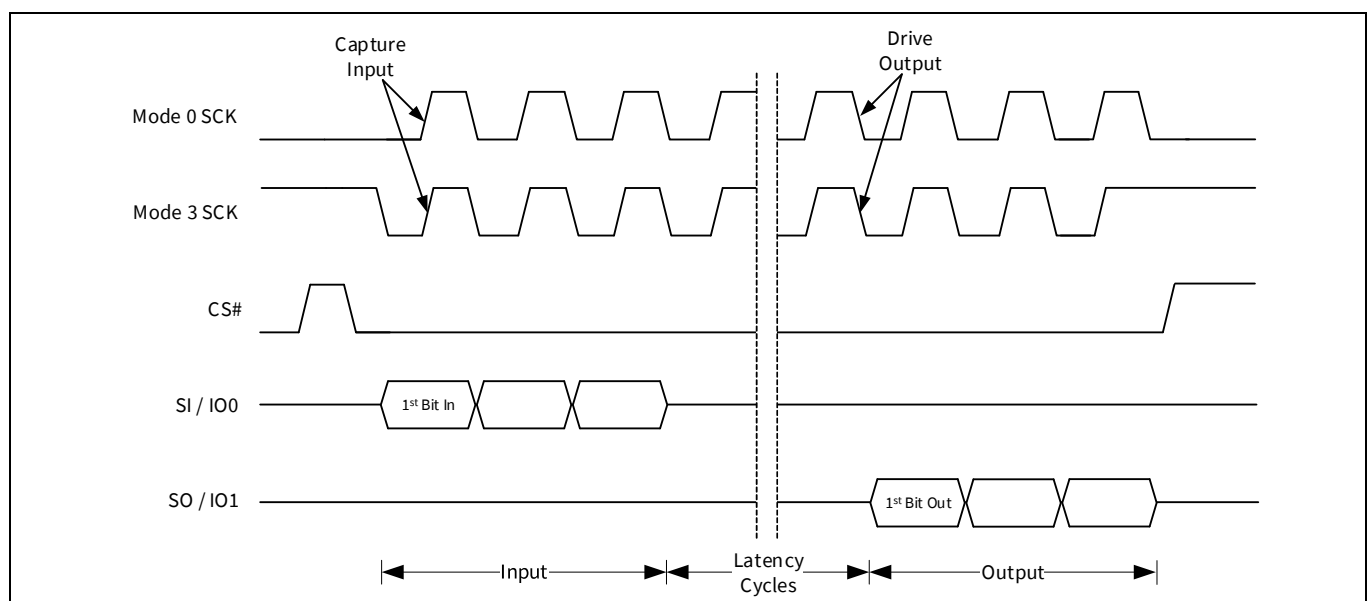 Capture
Input
Drive
Output
Mode 0 SCK
Mode 3 SCK
CS#
SI / IO0
1st Bit In
SO / IO1
1st Bit Out
Input
Latency
Cycles
Output